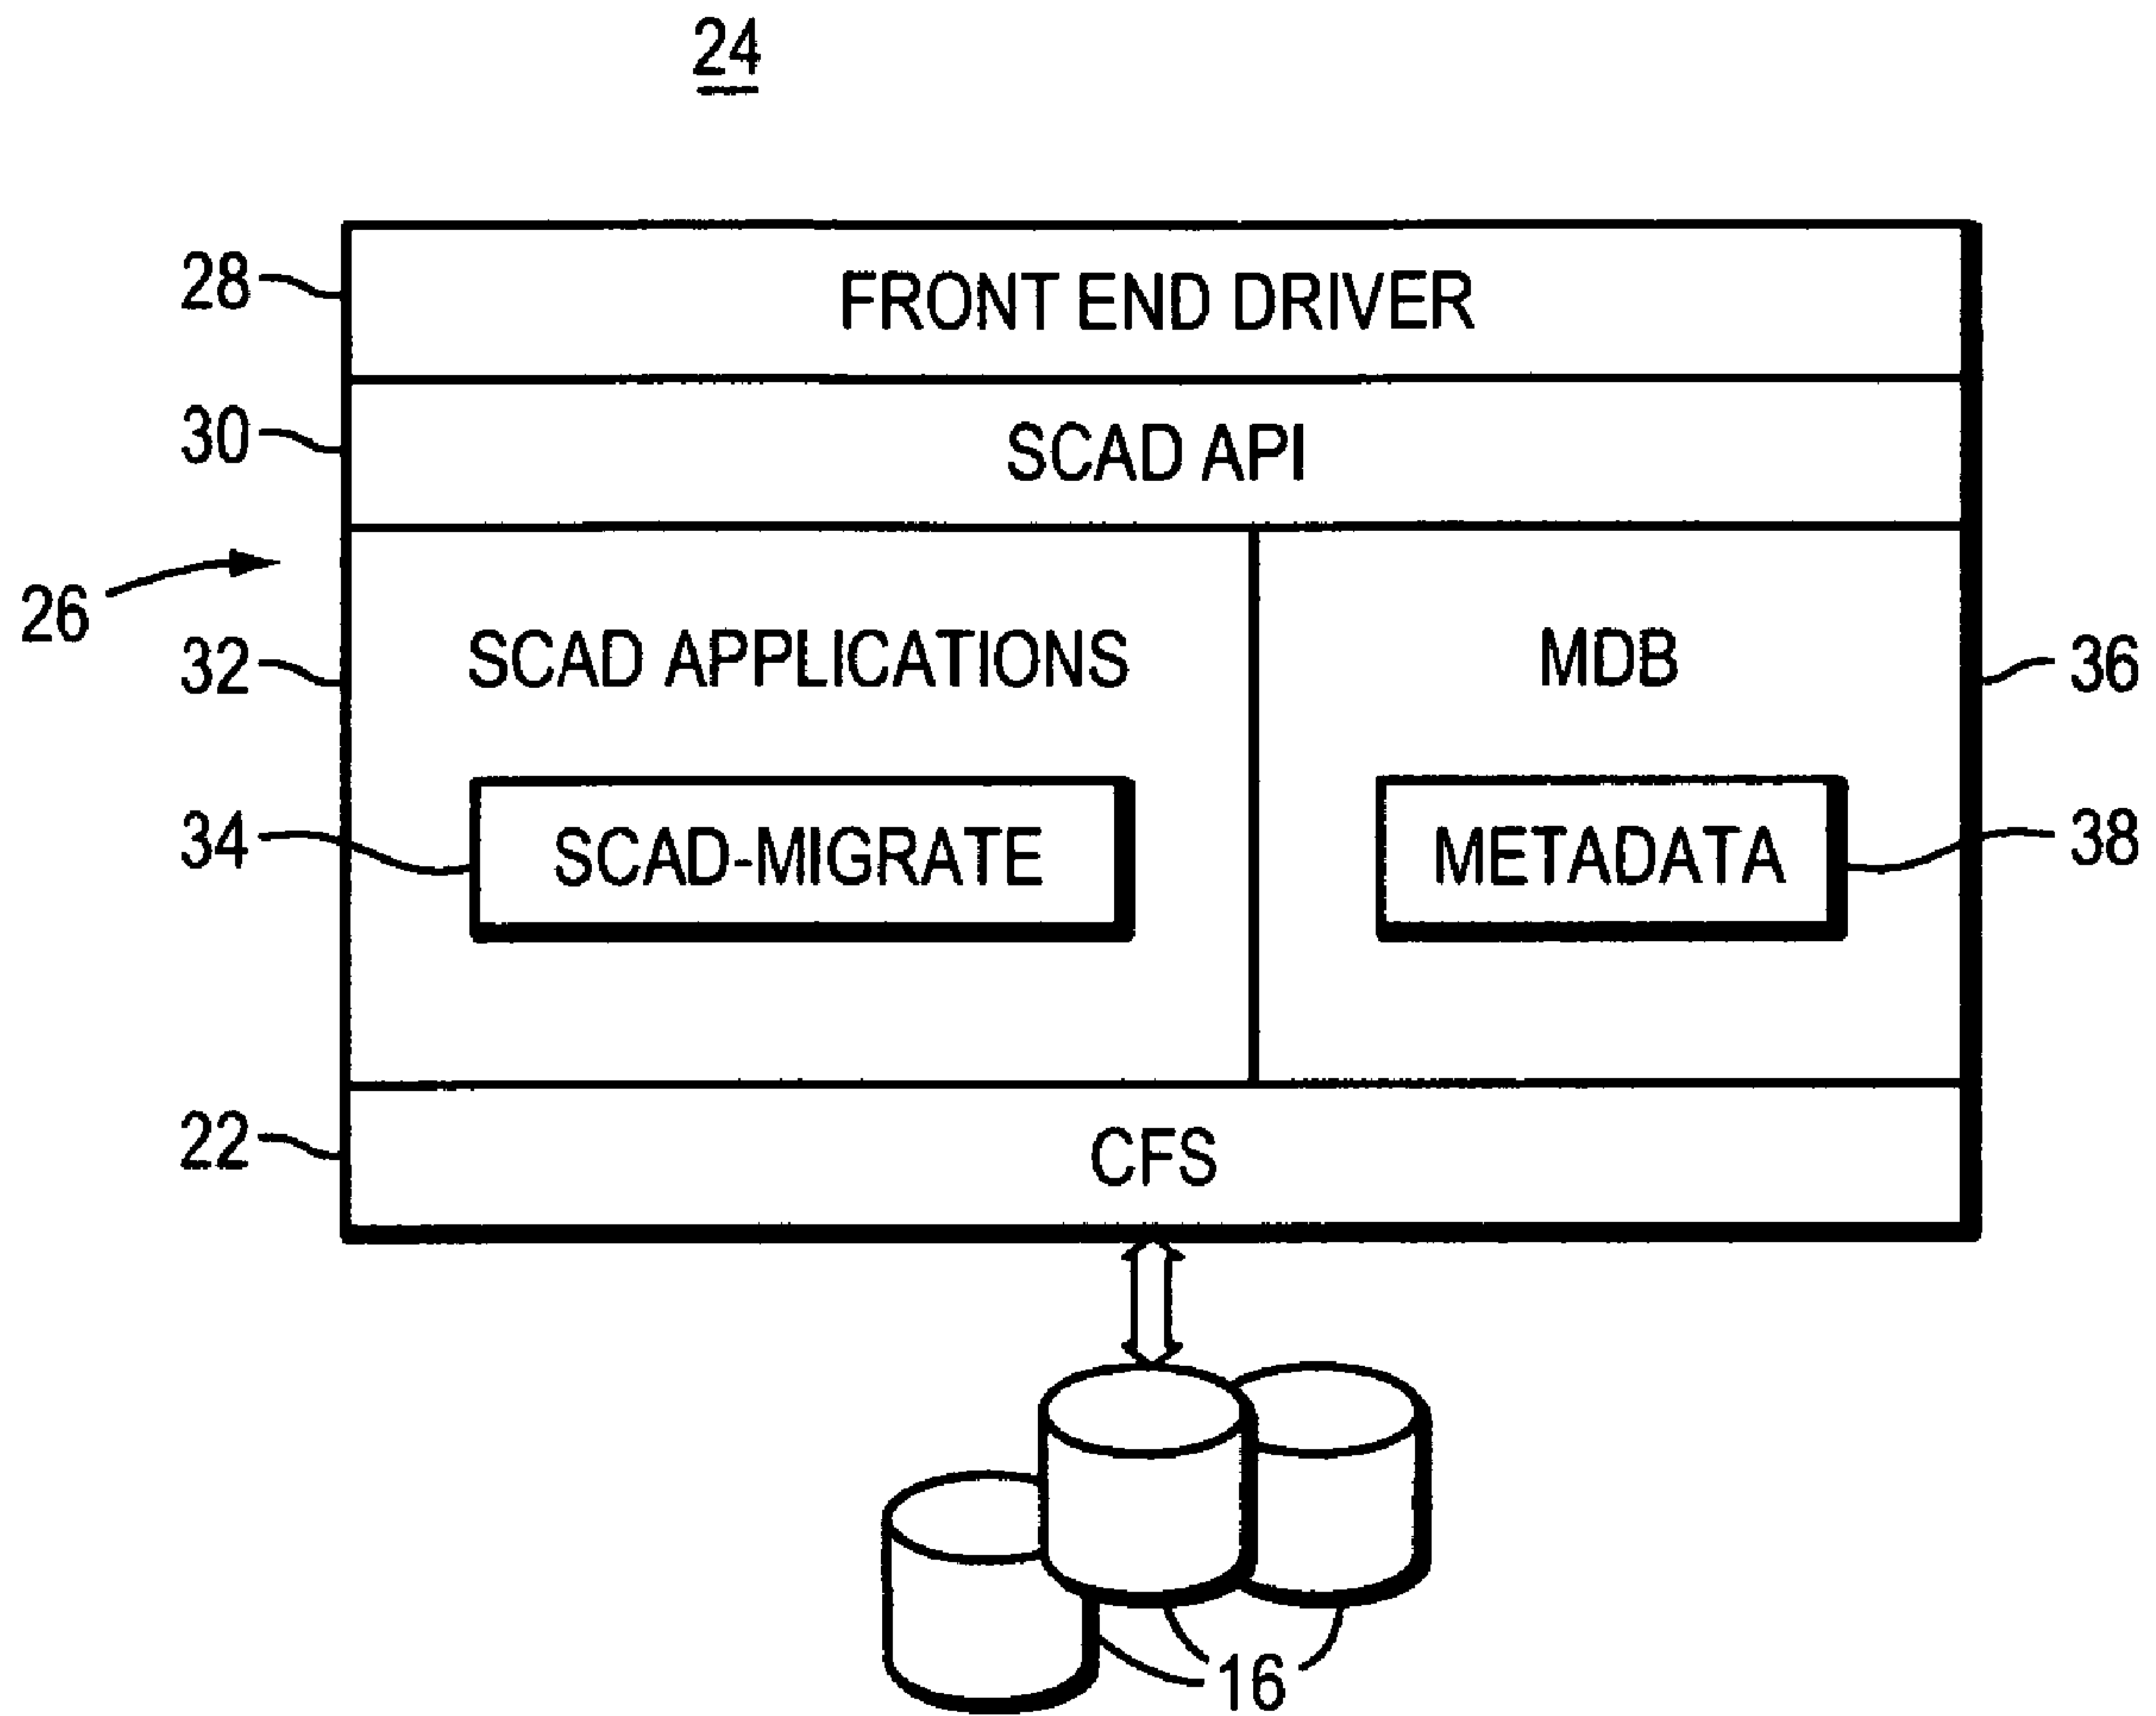 24
28
FRONT END DRIVER
30
SCAD API
26
32
SCAD APPLICATIONS
MDB
36
34
SCAD-MIGRATE
METADATA
38
22
CFS
16